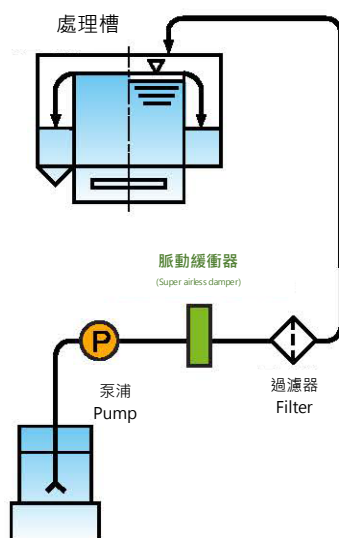 處理槽
脈動緩衝器
(Super airless damper)
P
泵浦
Pump
過濾器
Filter